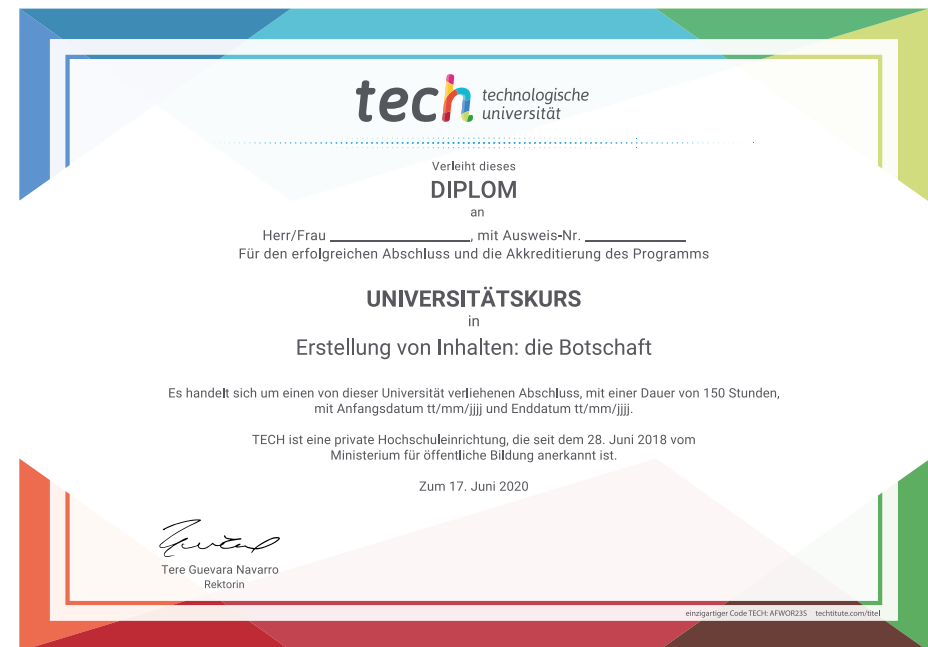 tech technologische
universität
Verleiht dieses
DIPLOM
an
Herr/Frau ____________________, mit Ausweis-Nr. ______________
Für den erfolgreichen Abschluss und die Akkreditierung des Programms
UNIVERSITÄTSKURS
in
Erstellung von Inhalten: die Botschaft
Es handelt sich um einen von dieser Universität verliehenen Abschluss, mit einer Dauer von 150 Stunden,
mit Anfangsdatum tt/mm/jjjj und Enddatum tt/mm/jjjj.
TECH ist eine private Hochschuleinrichtung, die seit dem 28. Juni 2018 vom
Ministerium für öffentliche Bildung anerkannt ist.
Zum 17. Juni 2020
Tere Guevara Navarro
Rektorin
einzigartiger Code TECH: AFWOR23S techtitute.com/titel